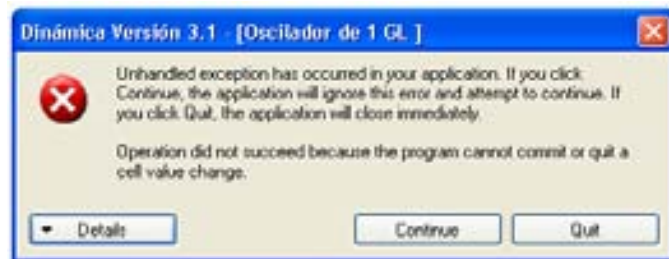 Dinámica Versión 3.1 - [Oscilador de 1 GL ]
Unhandled exception has occurred in your application. If you click
Continue, the application will ignore this error and attempt to continue. If
you click Quit, the application will close immediately.
Operation did not succeed because the program cannot commit or quit a
cell value change.
Details
Continue
Quit